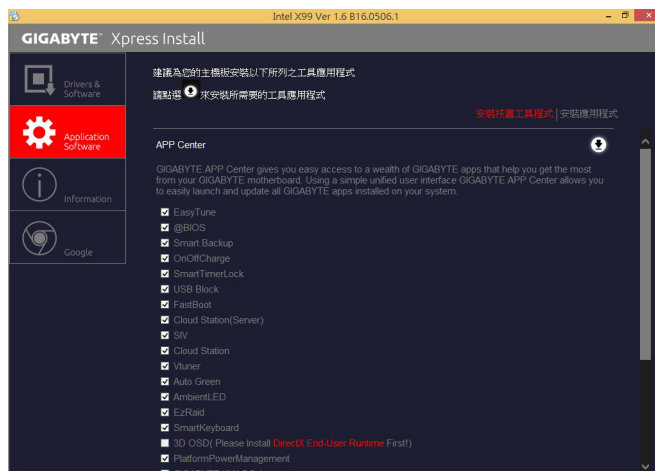 Intel X99 Ver 1.6 B16.0506.1
GIGABYTE™ Xpress Install
Drivers & Software
Application Software
Information
Google
建議為您的主機板安裝以下所列之工具應用程式
請點選 來安裝所需要的工具應用程式
安裝技嘉工具程式 | 安裝應用程式
APP Center
GIGABYTE APP Center gives you easy access to a wealth of GIGABYTE apps that help you get the most
from your GIGABYTE motherboard. Using a simple unified user interface GIGABYTE APP Center allows you
to easily launch and update all GIGABYTE apps installed on your system.
EasyTune
@BIOS
Smart Backup
OnOffCharge
SmartTimerLock
USB Block
FastBoot
Cloud Station(Server)
SIV
Cloud Station
Vtuner
Auto Green
AmbientLED
EzRaid
SmartKeyboard
3D OSD( Please Install DirectX End-User Runtime First!)
PlatformPowerManagement